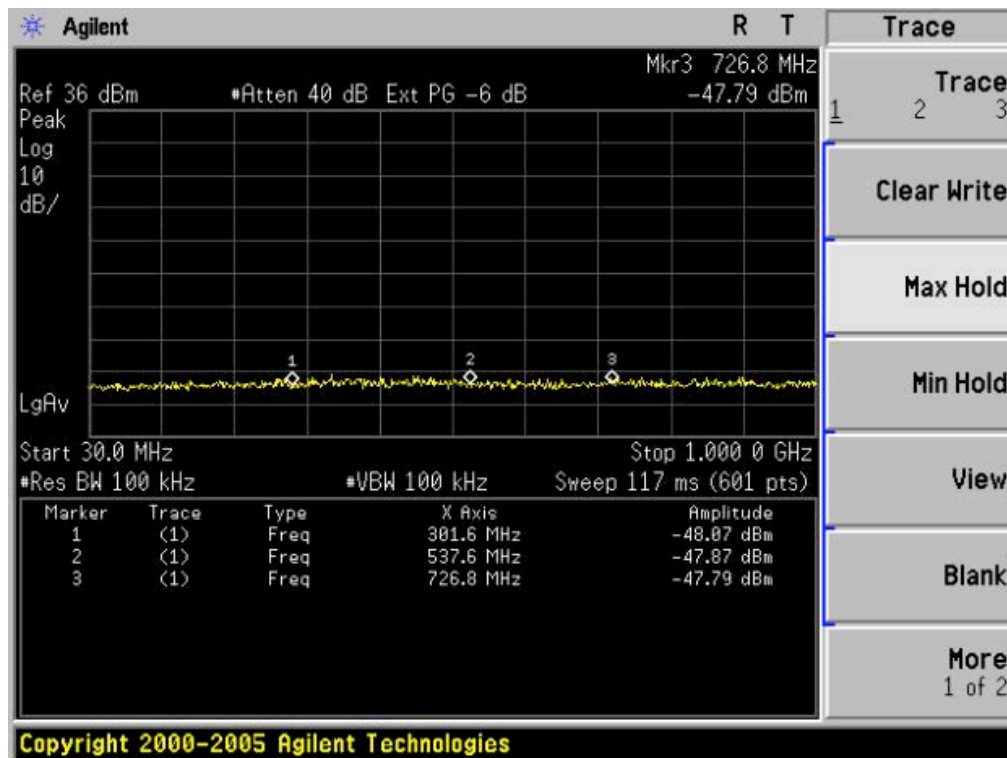 Agilent R T Trace
Mkr3 726.8 MHz
Ref 36 dBm #Atten 40 dB Ext PG -6 dB -47.79 dBm
Peak
Log
10
dB/
1 2 3
LgAv
Start 30.0 MHz Stop 1.000 0 GHz
#Res BW 100 kHz #VBW 100 kHz Sweep 117 ms (601 pts)
Marker Trace Type X Axis Amplitude
1 (1) Freq 301.6 MHz -48.07 dBm
2 (1) Freq 537.6 MHz -47.87 dBm
3 (1) Freq 726.8 MHz -47.79 dBm
Trace
1 2 3
Clear Write
Max Hold
Min Hold
View
Blank
More
1 of 2
Copyright 2000-2005 Agilent Technologies